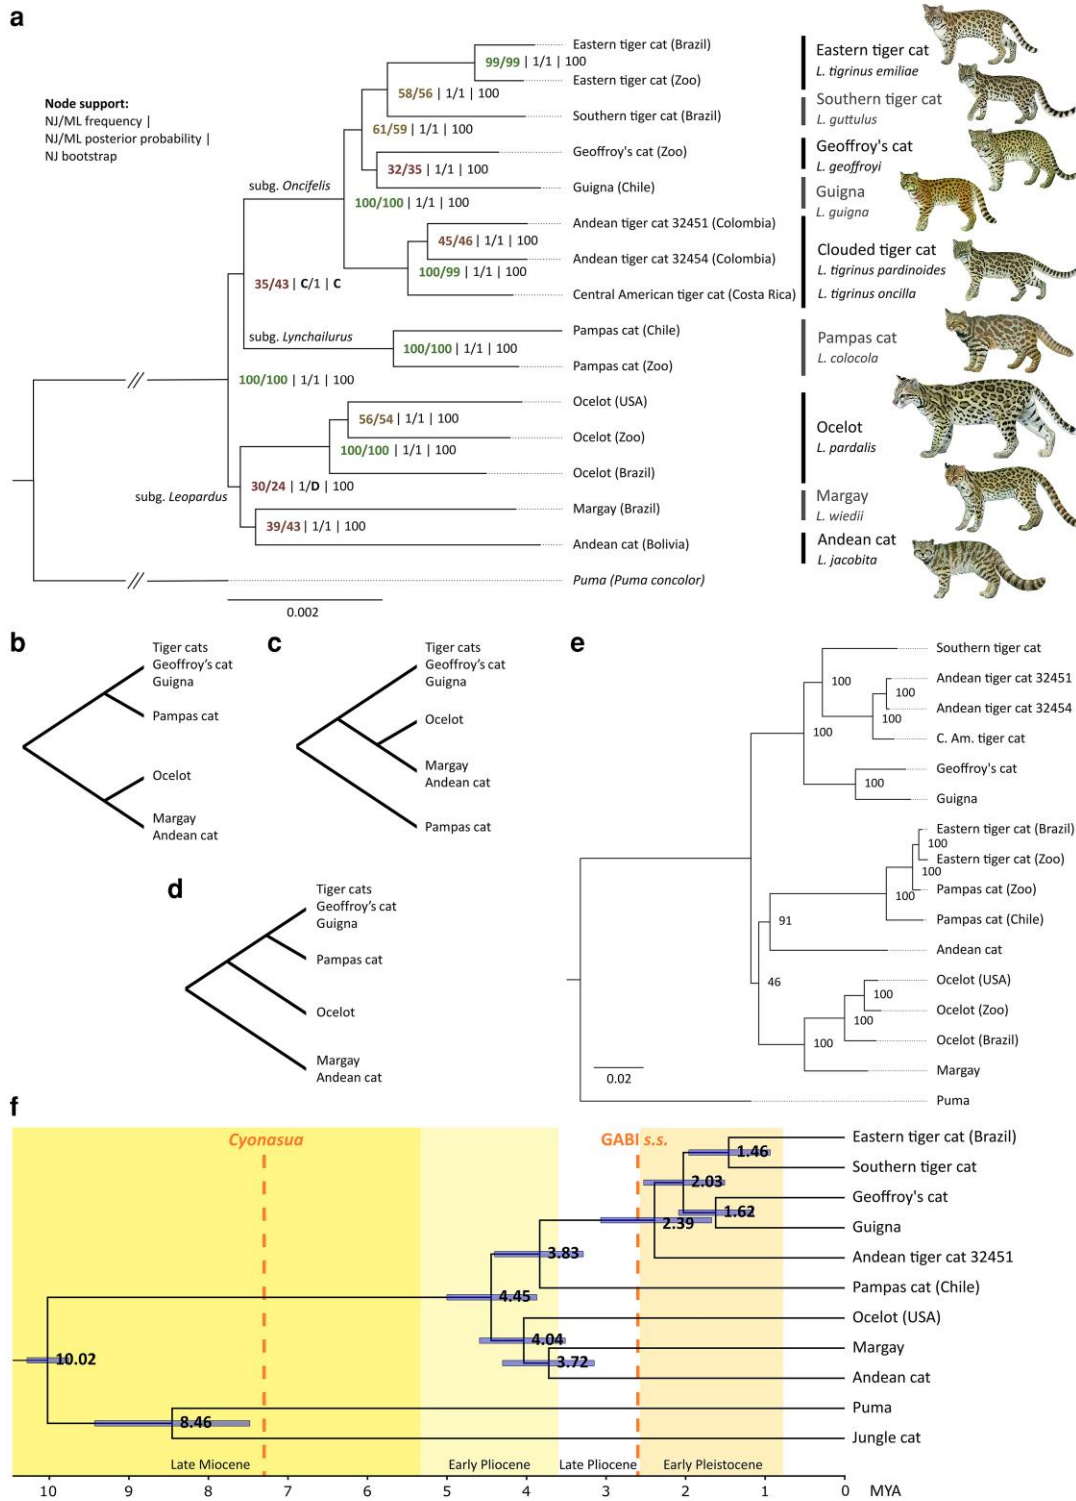 a
Node support:
NJ/ML frequency |
NJ/ML posterior probability |
NJ bootstrap
Eastern tiger cat (Brazil)
99/99 | 1/1 | 100
Eastern tiger cat (Zoo)
58/56 | 1/1 | 100
Southern tiger cat (Brazil)
61/59 | 1/1 | 100
Geoffroy's cat (Zoo)
32/35 | 1/1 | 100
subg. Oncifelis
Guigna (Chile)
100/100 | 1/1 | 100
Andean tiger cat 32451 (Colombia)
45/46 | 1/1 | 100
Andean tiger cat 32454 (Colombia)
100/99 | 1/1 | 100
35/43 | C/1 | C
Central American tiger cat (Costa Rica)
Pampas cat (Chile)
subg. Lynchailurus
100/100 | 1/1 | 100
Pampas cat (Zoo)
100/100 | 1/1 | 100
Ocelot (USA)
56/54 | 1/1 | 100
Ocelot (Zoo)
100/100 | 1/1 | 100
Ocelot (Brazil)
30/24 | 1/D | 100
subg. Leopardus
Margay (Brazil)
39/43 | 1/1 | 100
Andean cat (Bolivia)
Puma (Puma concolor)
0.002
Eastern tiger cat
L. tigrinus emiliae
Southern tiger cat
L. guttulus
Geoffroy's cat
L. geoffroyi
Guigna
L. guigna
Clouded tiger cat
L. tigrinus pardinoides
L. tigrinus oncilla
Pampas cat
L. colocola
Ocelot
L. pardalis
Margay
L. wiedii
Andean cat
L. jacobita
b
Tiger cats
Geoffroy's cat
Guigna
Pampas cat
Ocelot
Margay
Andean cat
c
Tiger cats
Geoffroy's cat
Guigna
Ocelot
Margay
Andean cat
Pampas cat
d
Tiger cats
Geoffroy's cat
Guigna
Pampas cat
Ocelot
Margay
Andean cat
e
Southern tiger cat
100
Andean tiger cat 32451
100
Andean tiger cat 32454
100
100
C. Am. tiger cat
Geoffroy's cat
100
Guigna
Eastern tiger cat (Brazil)
100
Eastern tiger cat (Zoo)
100
Pampas cat (Zoo)
100
Pampas cat (Chile)
91
Andean cat
46
Ocelot (USA)
100
Ocelot (Zoo)
100
Ocelot (Brazil)
100
Margay
0.02
Puma
f
Cyonasua
GABI s.s.
Eastern tiger cat (Brazil)
1.46
Southern tiger cat
2.03
Geoffroy's cat
1.62
2.39
Guigna
3.83
Andean tiger cat 32451
Pampas cat (Chile)
4.45
Ocelot (USA)
4.04
Margay
3.72
10.02
Andean cat
Puma
8.46
Jungle cat
Late Miocene
Early Pliocene
Late Pliocene
Early Pleistocene
10 9 8 7 6 5 4 3 2 1 0 MYA